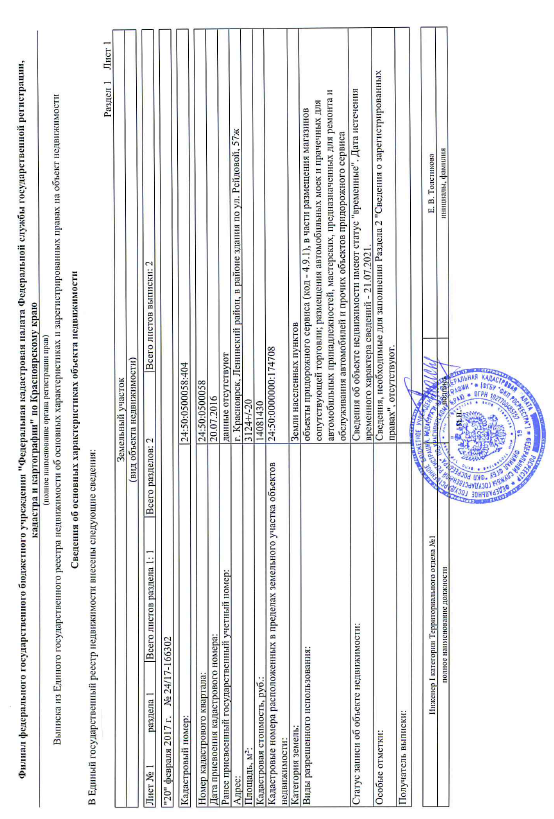 Филиал федерального государственного бюджетного учреждения "Федеральная кадастровая палата Федеральной службы государственной регистрации,
кадастра и картографии" по Красноярскому краю
(полное наименование органа регистрации прав)
Выписка из Единого государственного реестра недвижимости об основных характеристиках и зарегистрированных правах на объект недвижимости
Сведения об основных характеристиках объекта недвижимости
Раздел 1 Лист 1
В Единый государственный реестр недвижимости внесены следующие сведения:
Земельный участок
(вид объекта недвижимости)
Лист № 1 раздела 1 Всего листов раздела 1: 1 Всего разделов: 2 Всего листов выписки: 2
"20" февраля 2017 г. № 24/17-166302
Кадастровый номер: 24:50:0500058:404
Номер кадастрового квартала: 24:50:0500058
Дата присвоения кадастрового номера: 20.07.2016
Ранее присвоенный государственный учетный номер: данные отсутствуют
Адрес: г. Красноярск, Ленинский район, в районе здания по ул. Рейдовой, 57ж
Площадь, м²: 3124+/-20
Кадастровая стоимость, руб.: 14081430
Кадастровые номера расположенных в пределах земельного участка объектов
недвижимости: 24:50:0000000:174708
Категория земель: Земли населенных пунктов
Виды разрешенного использования: объекты придорожного сервиса (код - 4.9.1), в части размещения магазинов
сопутствующей торговли; размещения автомобильных моек и прачечных для
автомобильных принадлежностей, мастерских, предназначенных для ремонта и
обслуживания автомобилей и прочих объектов придорожного сервиса
Статус записи об объекте недвижимости: Сведения об объекте недвижимости имеют статус "временные". Дата истечения
временного характера сведений - 21.07.2021.
Особые отметки: Сведения, необходимые для заполнения Раздела 2 "Сведения о зарегистрированных
правах", отсутствуют.
Получатель выписки:
Инженер I категории Территориального отдела №1 Е. В. Товстиново
полное наименование должности подпись инициалы, фамилия
М.П.